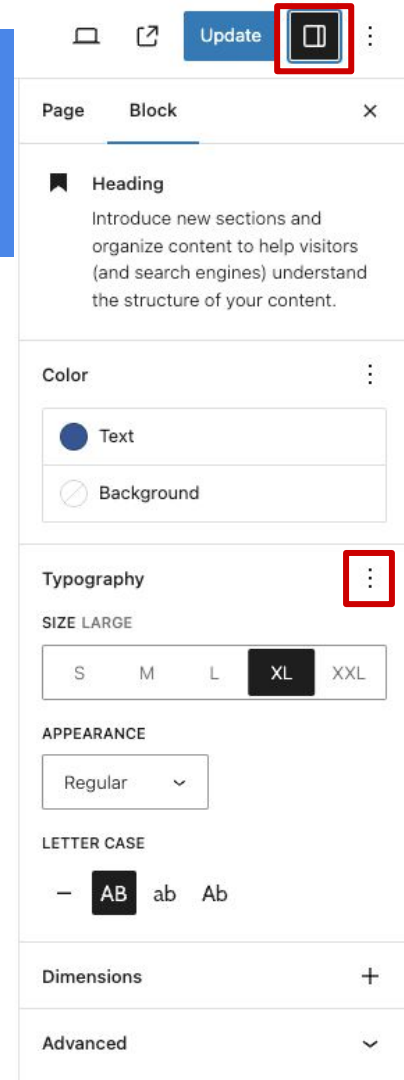 Update
Page Block
Heading
Introduce new sections and
organize content to help visitors
(and search engines) understand
the structure of your content.
Color
Text
Background
Typography
SIZE LARGE
S M L XL XXL
APPEARANCE
Regular
LETTER CASE
– AB ab Ab
Dimensions
Advanced